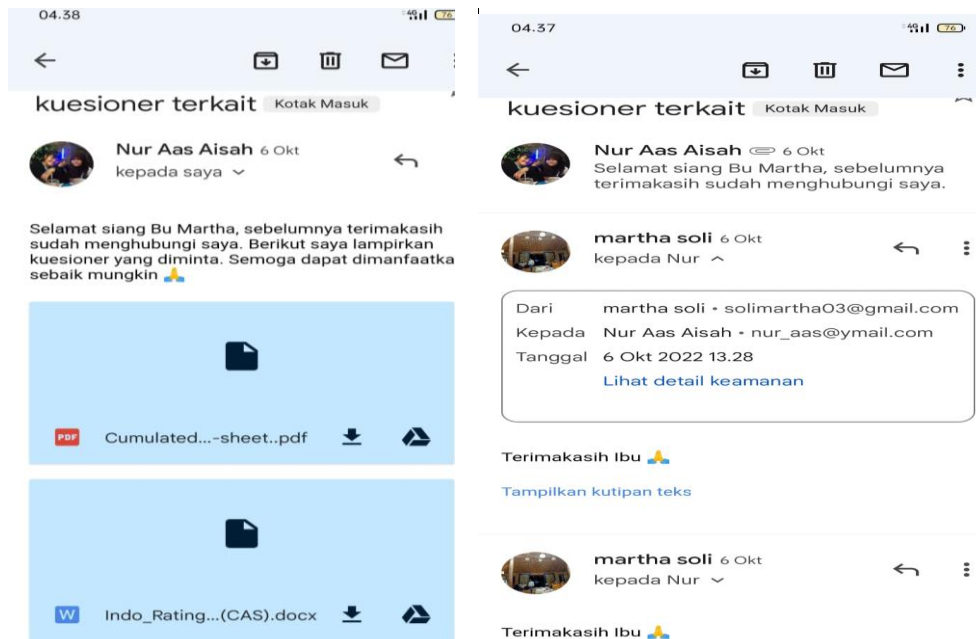 04.38
4G 76
kuesioner terkait Kotak Masuk
Nur Aas Aisah 6 Okt
kepada saya
Selamat siang Bu Martha, sebelumnya terimakasih
sudah menghubungi saya. Berikut saya lampirkan
kuesioner yang diminta. Semoga dapat dimanfaatka
sebaik mungkin 🙏
PDF Cumulated...-sheet..pdf
W Indo_Rating...(CAS).docx
04.37
4G 76
kuesioner terkait Kotak Masuk
Nur Aas Aisah 6 Okt
Selamat siang Bu Martha, sebelumnya
terimakasih sudah menghubungi saya.
martha soli 6 Okt
kepada Nur
Dari martha soli • solimartha03@gmail.com
Kepada Nur Aas Aisah • nur_aas@ymail.com
Tanggal 6 Okt 2022 13.28
Lihat detail keamanan
Terimakasih Ibu 🙏
Tampilkan kutipan teks
martha soli 6 Okt
kepada Nur
Terimakasih Ibu 🙏